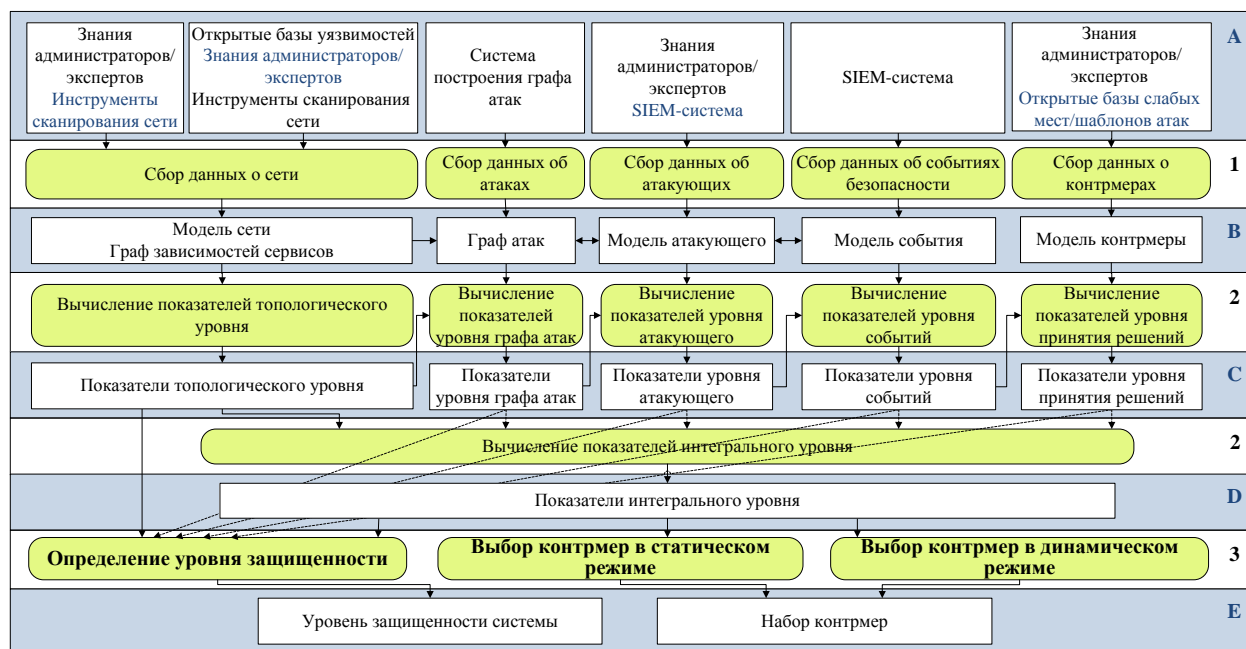 Знания
администраторов/
экспертов
Инструменты
сканирования сети
Открытые базы уязвимостей
Знания администраторов/
экспертов
Инструменты сканирования
сети
Система
построения графа
атак
Знания
администраторов/
экспертов
SIEM-система
SIEM-система
Знания
администраторов/
экспертов
Открытые базы слабых
мест/шаблонов атак
A
Сбор данных о сети
Сбор данных об
атаках
Сбор данных об
атакующих
Сбор данных об событиях
безопасности
Сбор данных о
контрмерах
1
Модель сети
Граф зависимостей сервисов
Граф атак
Модель атакующего
Модель события
Модель контрмеры
B
Вычисление показателей топологического
уровня
Вычисление
показателей
уровня графа атак
Вычисление
показателей уровня
атакующего
Вычисление
показателей уровня
событий
Вычисление
показателей уровня
принятия решений
2
Показатели топологического уровня
Показатели
уровня графа атак
Показатели уровня
атакующего
Показатели уровня
событий
Показатели уровня
принятия решений
C
Вычисление показателей интегрального уровня
2
Показатели интегрального уровня
D
Определение уровня защищенности
Выбор контрмер в статическом
режиме
Выбор контрмер в динамическом
режиме
3
Уровень защищенности системы
Набор контрмер
E